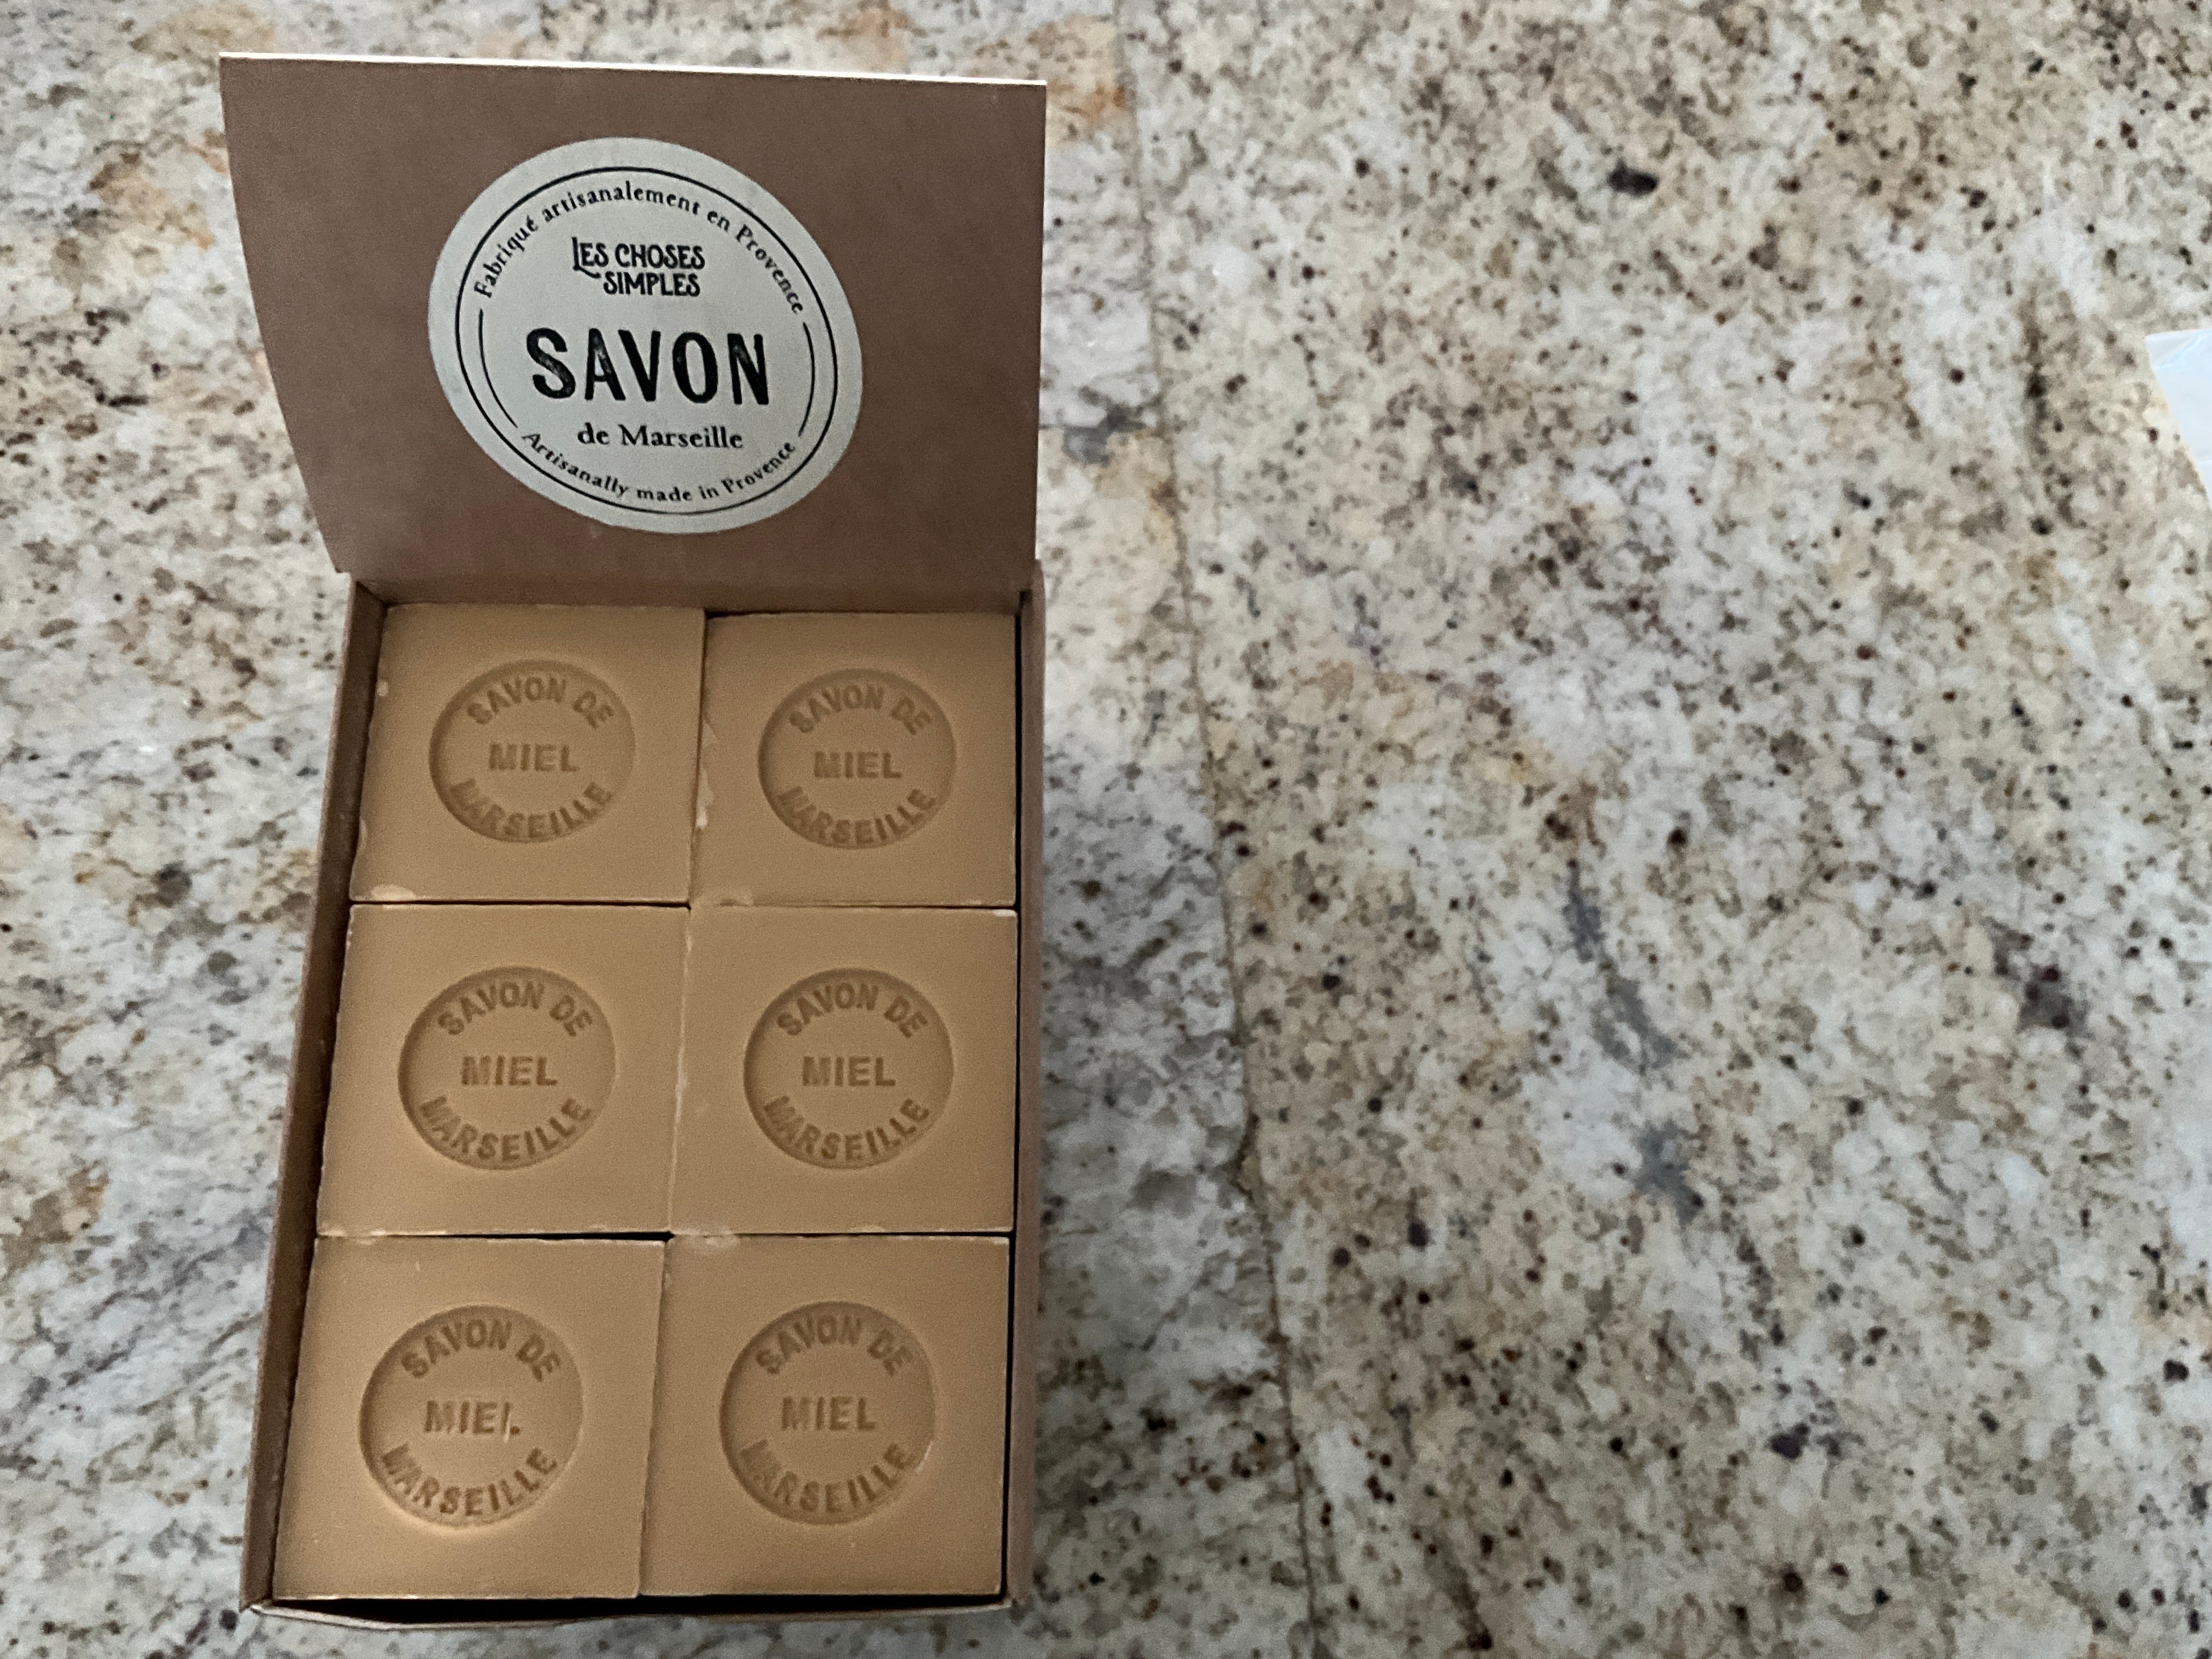 Fabriqué artisanalement en Provence
LES CHOSES
SIMPLES
SAVON
de Marseille
Artisanally made in Provence
SAVON DE
MIEL
MARSEILLE
SAVON DE
MIEL
MARSEILLE
SAVON DE
MIEL
MARSEILLE
SAVON DE
MIEL
MARSEILLE
SAVON DE
MIEL
MARSEILLE
SAVON DE
MIEL
MARSEILLE